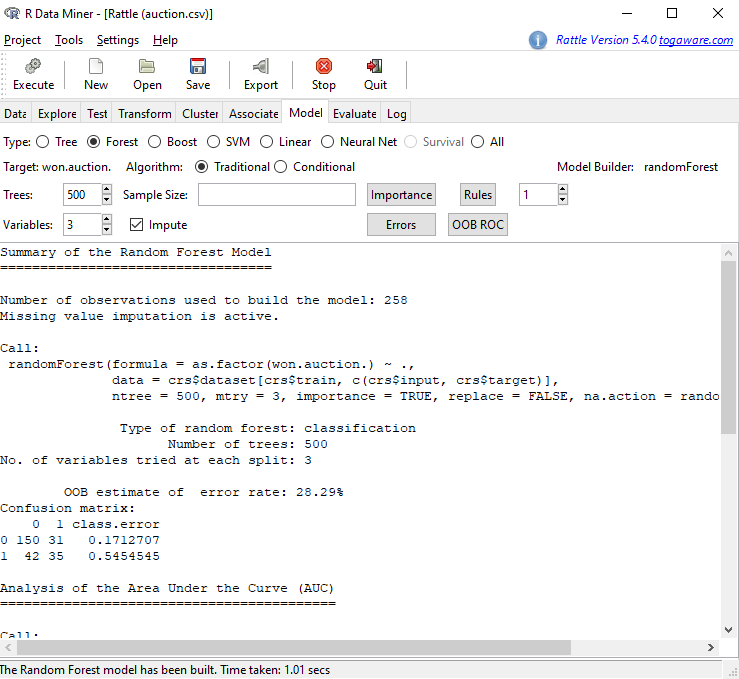 R Data Miner - [Rattle (auction.csv)]
Project Tools Settings Help
Rattle Version 5.4.0 togaware.com
Execute New Open Save Export Stop Quit
Data Explore Test Transform Cluster Associate Model Evaluate Log
Type: Tree Forest Boost SVM Linear Neural Net Survival All
Target: won.auction. Algorithm: Traditional Conditional Model Builder: randomForest
Trees: 500 Sample Size: Importance Rules 1
Variables: 3 Impute Errors OOB ROC
Summary of the Random Forest Model
==================================
Number of observations used to build the model: 258
Missing value imputation is active.
Call:
randomForest(formula = as.factor(won.auction.) ~ .,
data = crs$dataset[crs$train, c(crs$input, crs$target)],
ntree = 500, mtry = 3, importance = TRUE, replace = FALSE, na.action = rando
Type of random forest: classification
Number of trees: 500
No. of variables tried at each split: 3
OOB estimate of  error rate: 28.29%
Confusion matrix:
0  1 class.error
0 150 31   0.1712707
1  42 35   0.5454545
Analysis of the Area Under the Curve (AUC)
==========================================
Call:
The Random Forest model has been built. Time taken: 1.01 secs